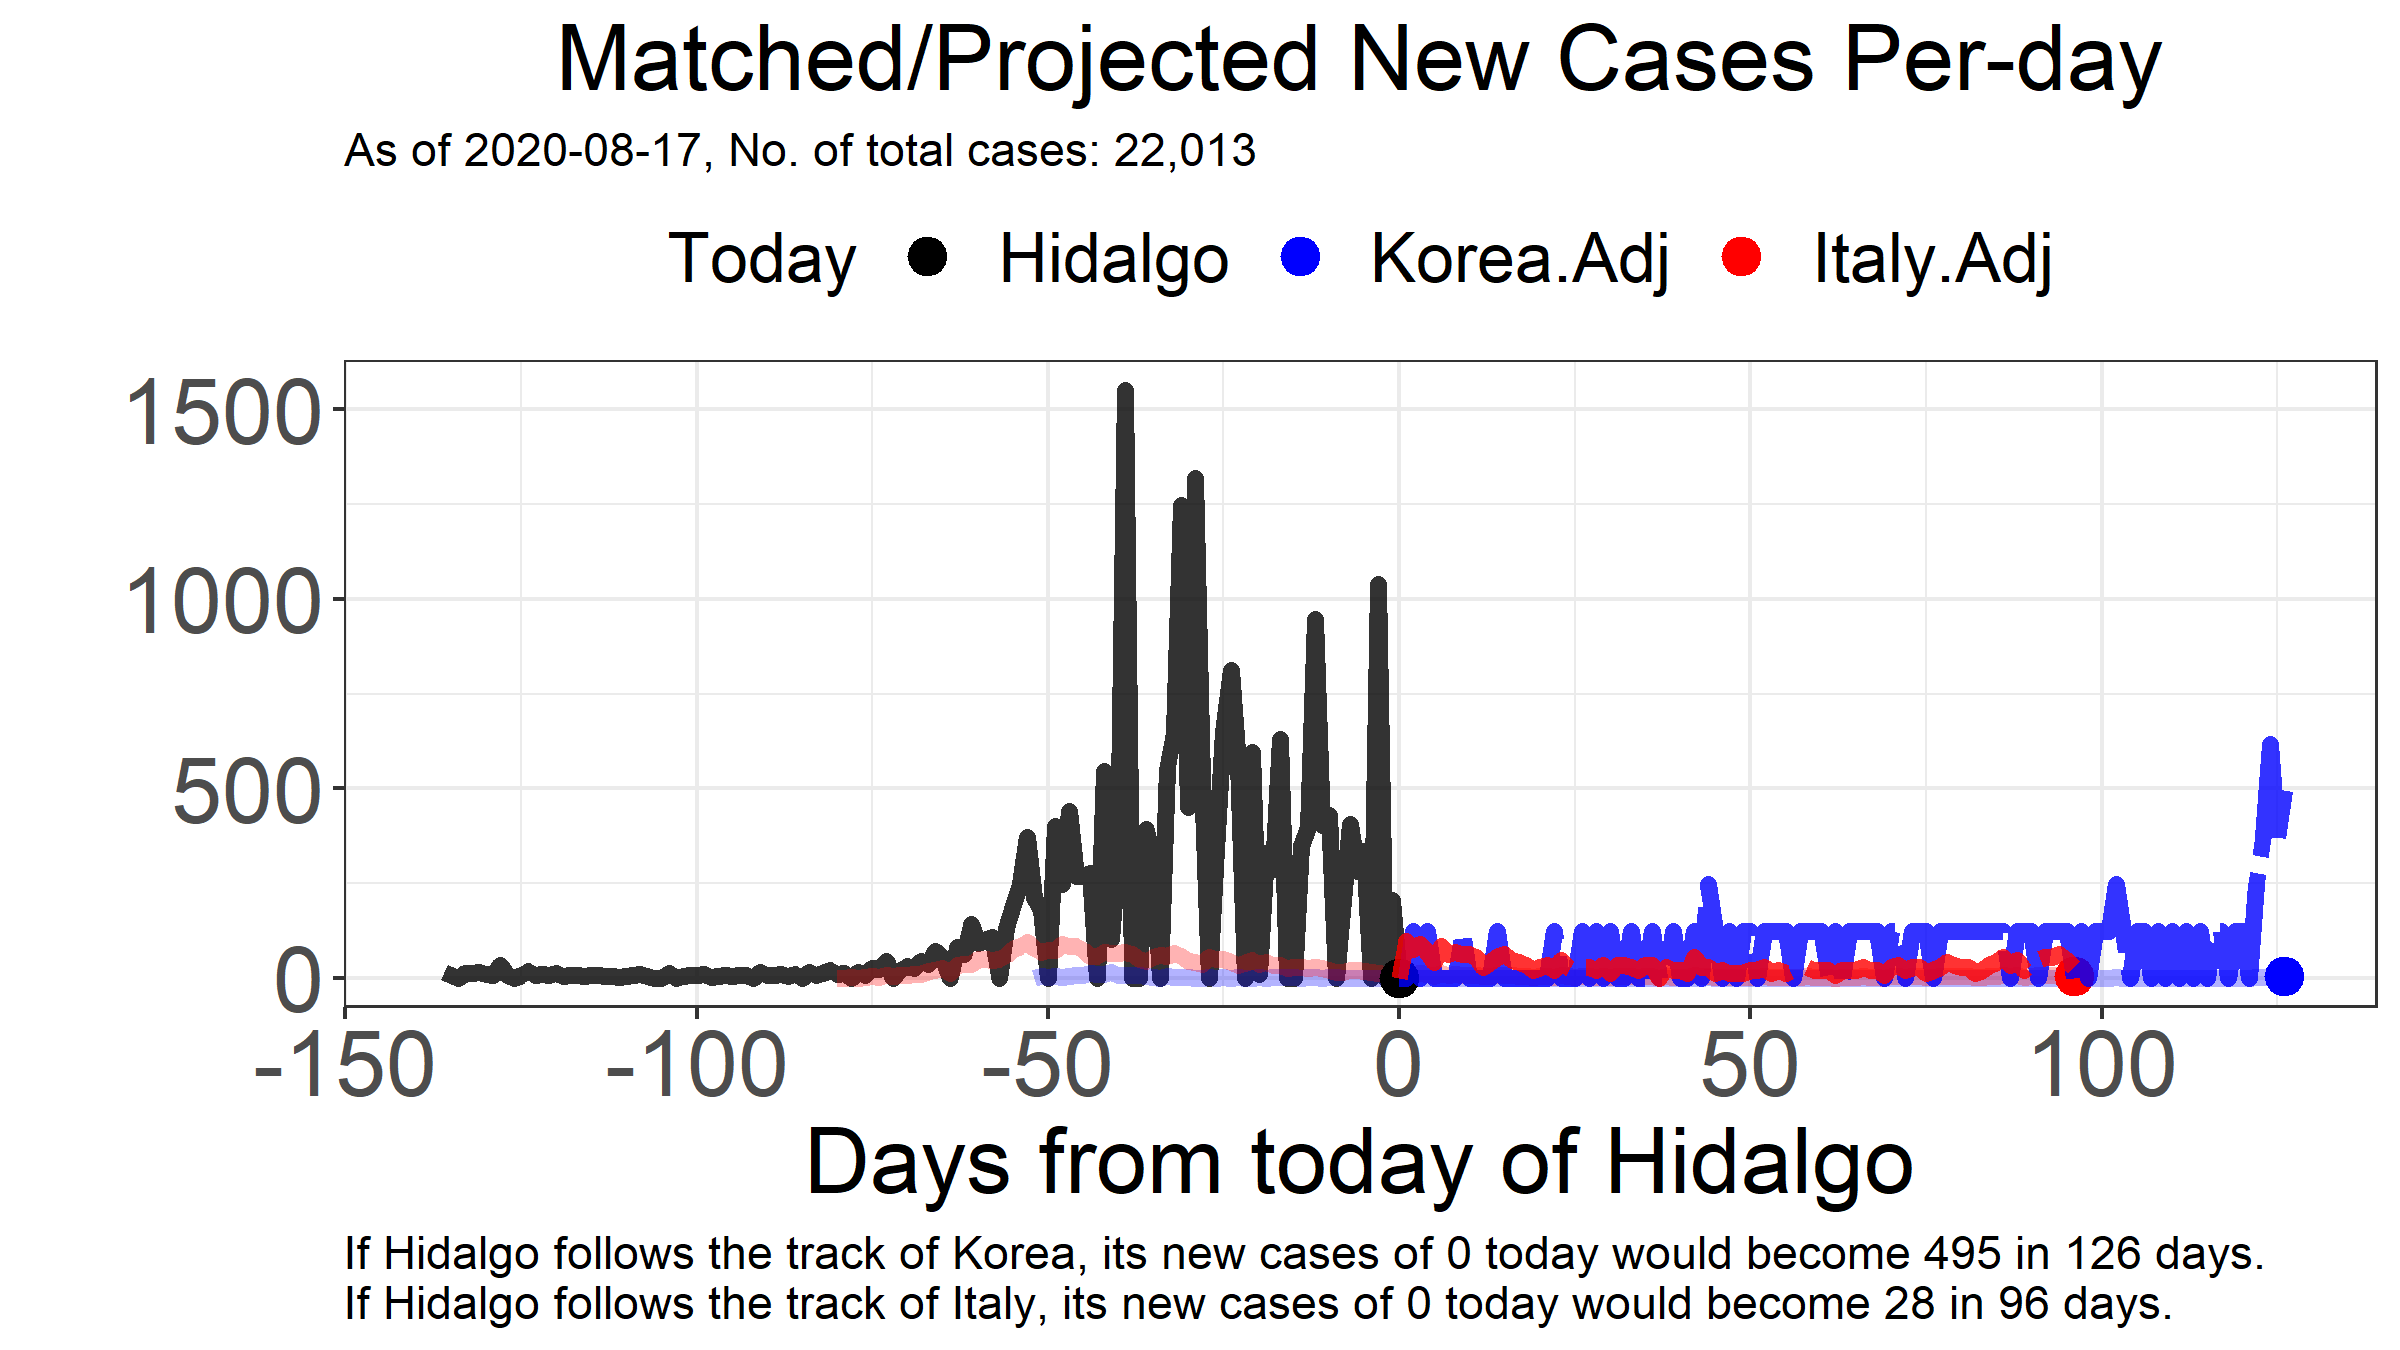 Matched/Projected New Cases Per-day
As of 2020-08-17, No. of total cases: 22,013
Today Hidalgo Korea.Adj Italy.Adj
1500
1000
500
0
-150 -100 -50 0 50 100
Days from today of Hidalgo
If Hidalgo follows the track of Korea, its new cases of 0 today would become 495 in 126 days.
If Hidalgo follows the track of Italy, its new cases of 0 today would become 28 in 96 days.